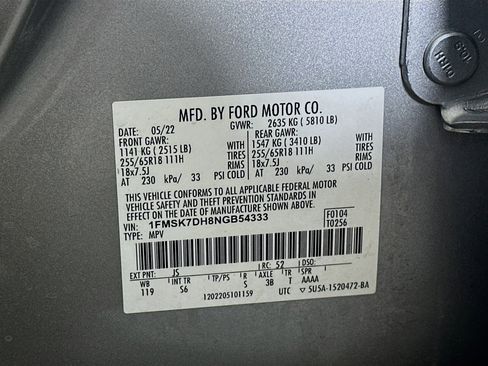 MFD. BY FORD MOTOR CO.
DATE: 05/22 GVWR: 2635 KG ( 5810 LB)
FRONT GAWR: REAR GAWR:
1141 KG ( 2515 LB) WITH 1547 KG ( 3410 LB) WITH
255/65R18 111H TIRES 255/65R18 111H TIRES
18x7.5J RIMS 18x7.5J RIMS
AT 230 kPa/ 33 PSI COLD AT 230 kPa/ 33 PSI COLD
THIS VEHICLE CONFORMS TO ALL APPLICABLE FEDERAL MOTOR
VEHICLE SAFETY AND THEFT PREVENTION STANDARDS IN
EFFECT ON THE DATE OF MANUFACTURE SHOWN ABOVE.
VIN: 1FMSK7DH8NGB54333 F0104
TYPE: MPV T0256
EXT PNT: JS RC: 52
WB INT TR TP/PS R AXLE TR SPR
119 S6 S 3B T AAAA
1202205101159 UTC ▽ 5U5A-1520472-BA